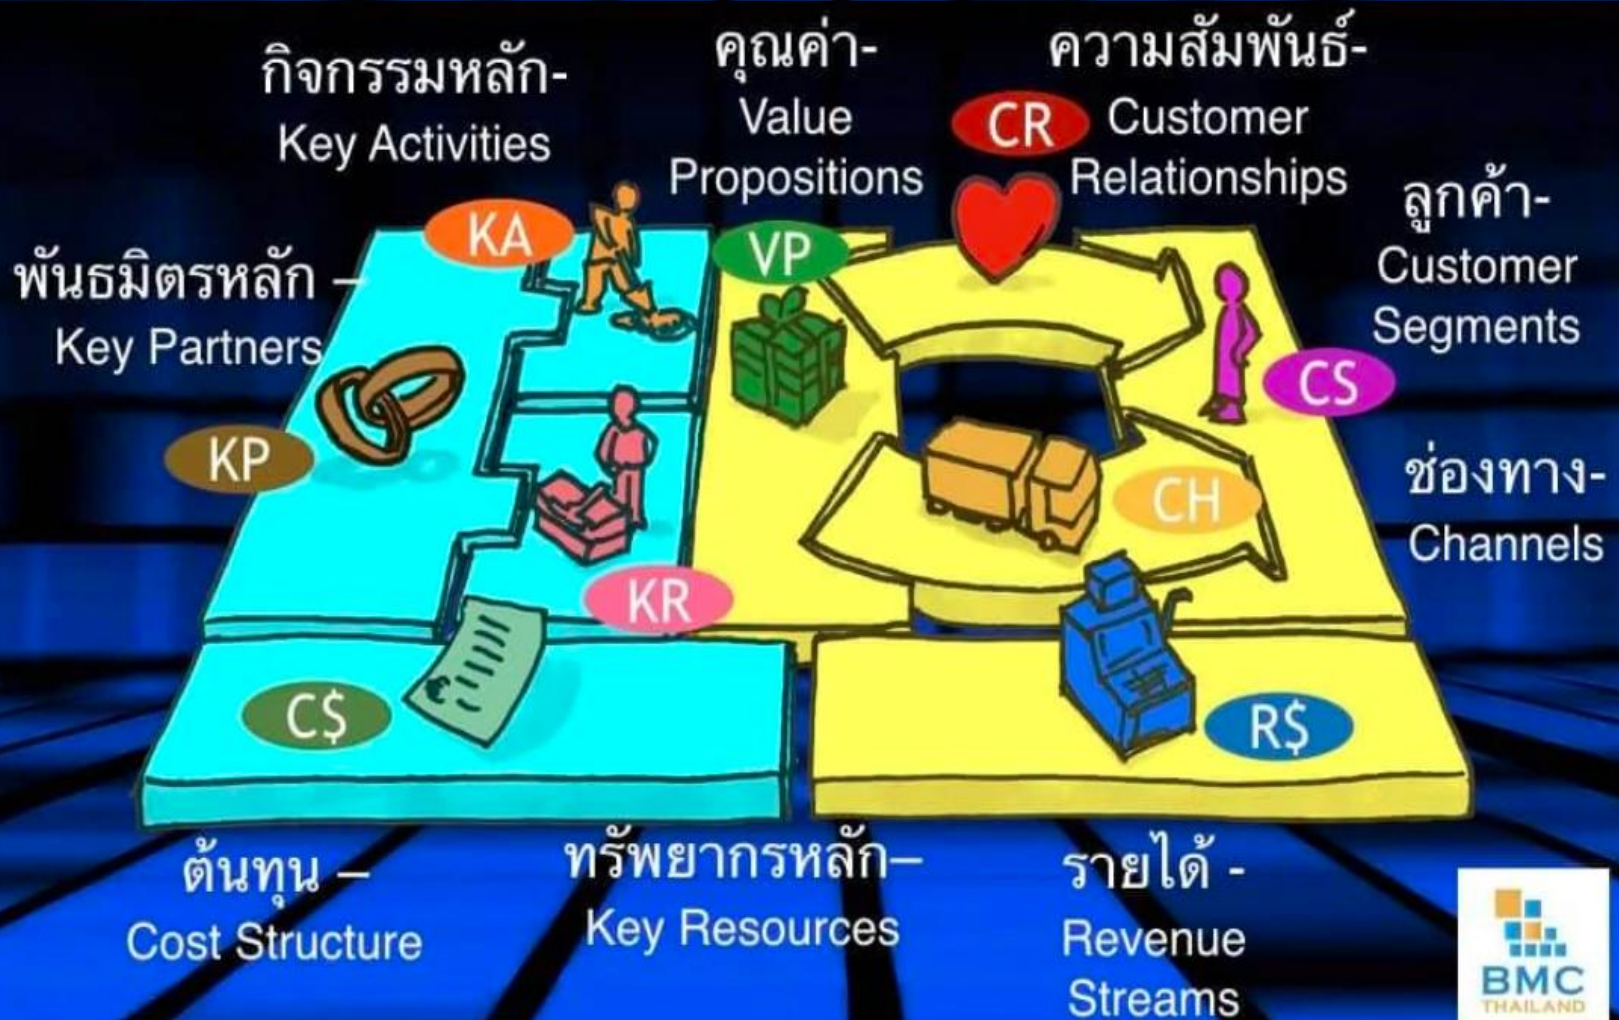 กิจกรรมหลัก-
Key Activities
คุณค่า-
Value
Propositions
ความสัมพันธ์-
CR
Customer
Relationships
ลูกค้า-
Customer
Segments
พันธมิตรหลัก –
Key Partners
KA
VP
CS
KP
ช่องทาง-
Channels
CH
KR
C$
R$
ต้นทุน –
Cost Structure
ทรัพยากรหลัก–
Key Resources
รายได้ -
Revenue
Streams
BMC
THAILAND